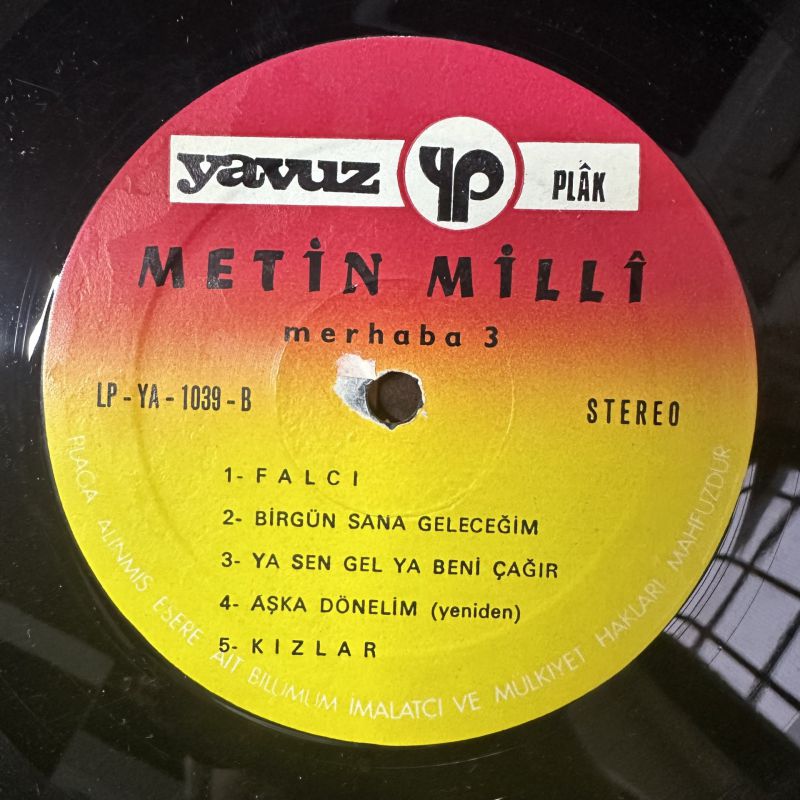 yavuz yp PLÂK
METİN MİLLÎ
merhaba 3
LP - YA - 1039 - B
STEREO
1- FALCI
2- BİRGÜN SANA GELECEĞİM
3- YA SEN GEL YA BENİ ÇAĞIR
4- AŞKA DÖNELİM (yeniden)
5- KIZLAR
PLAĞA ALINMIŞ ESERE AİT BİLUMUM İMALATÇI VE MÜLKİYET HAKLARI MAHFUZDUR